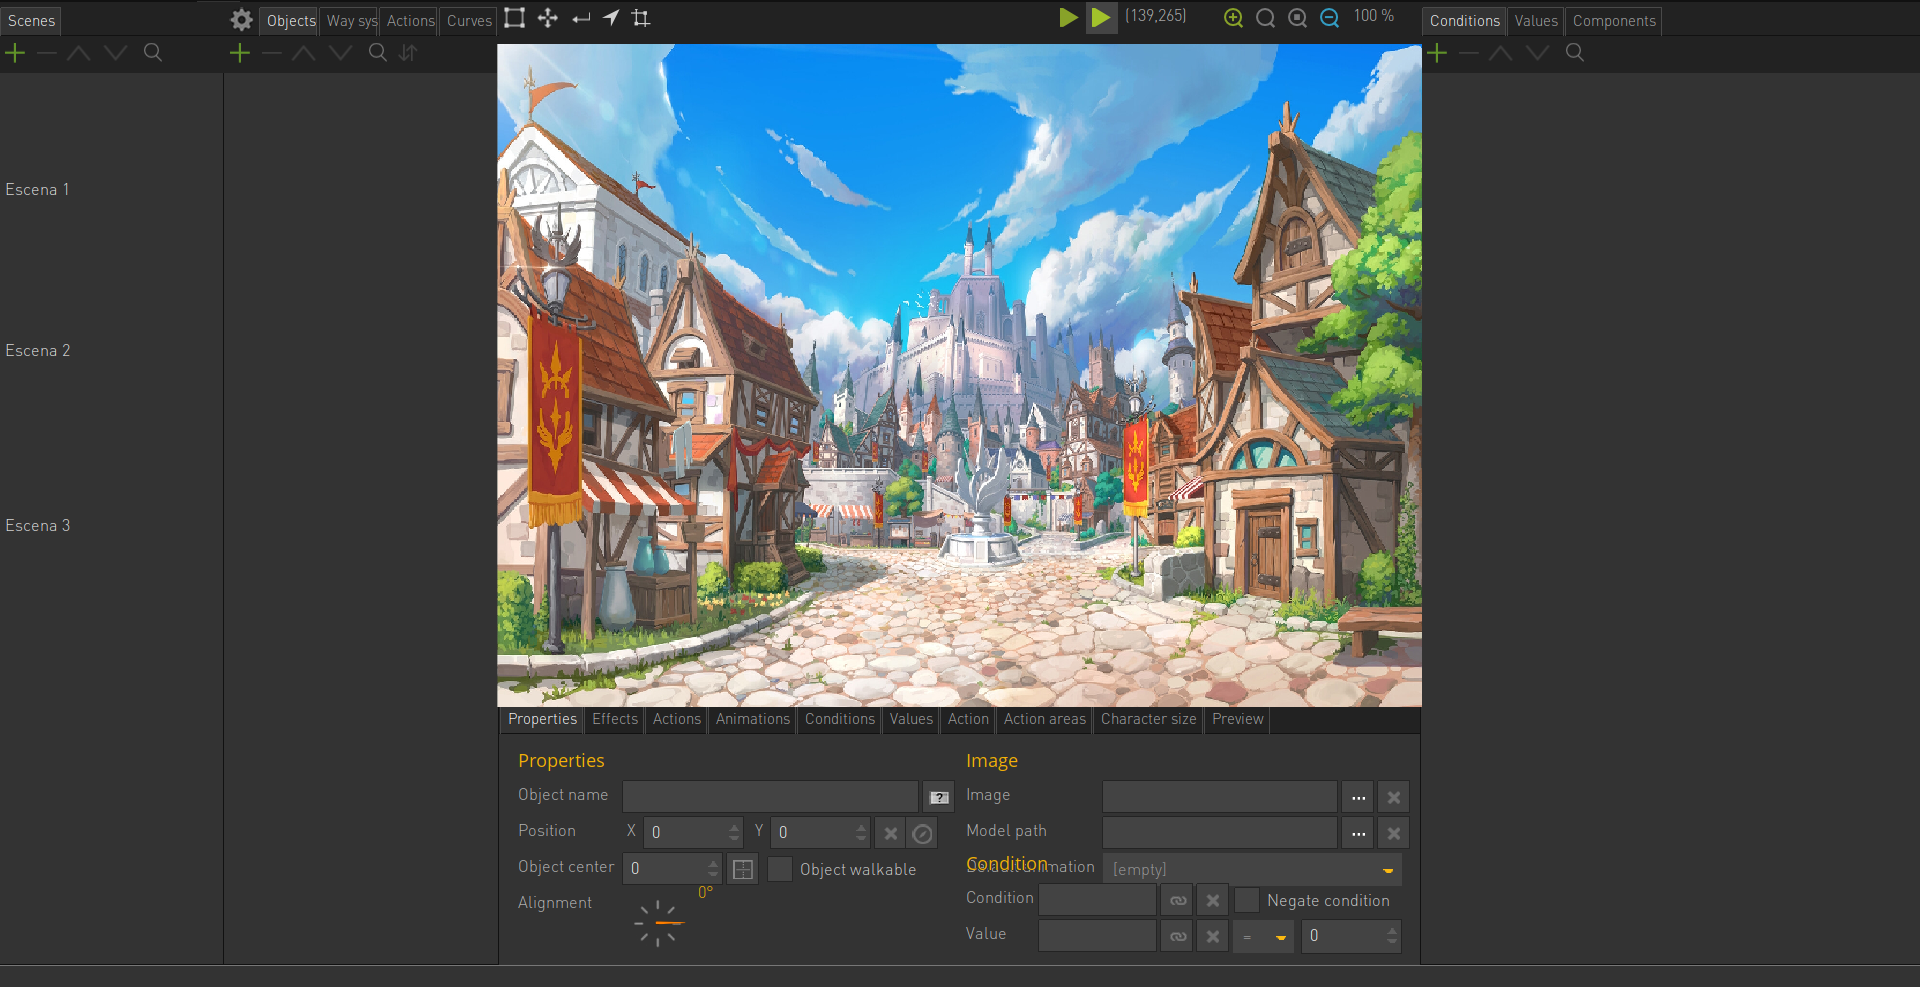 Scenes
Objects Way sys Actions Curves
(139,265) 100 %
Conditions Values Components
Escena 1
Escena 2
Escena 3
Properties Effects Actions Animations Conditions Values Action Action areas Character size Preview
Properties
Object name
Position X 0 Y 0
Object center 0 Object walkable
Alignment 0°
Image
Image ...
Model path ...
Condition
mation [empty]
Condition Negate condition
Value = 0